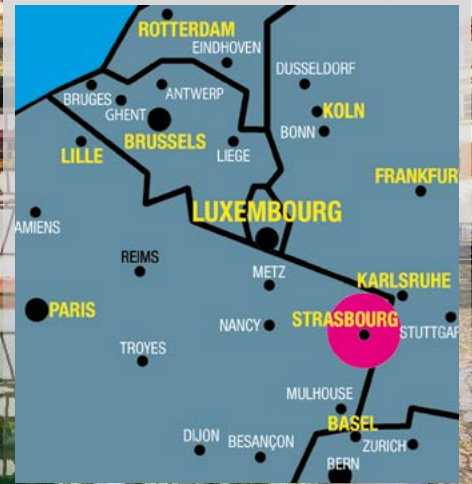 ROTTERDAM
EINDHOVEN
DUSSELDORF
BRUGES
ANTWERP
GHENT
KOLN
BRUSSELS
BONN
LILLE
LIEGE
FRANKFUR
LUXEMBOURG
AMIENS
REIMS
METZ
KARLSRUHE
PARIS
STRASBOURG
NANCY
STUTTGAR
TROYES
MULHOUSE
BASEL
DIJON
BESANÇON
ZURICH
BERN